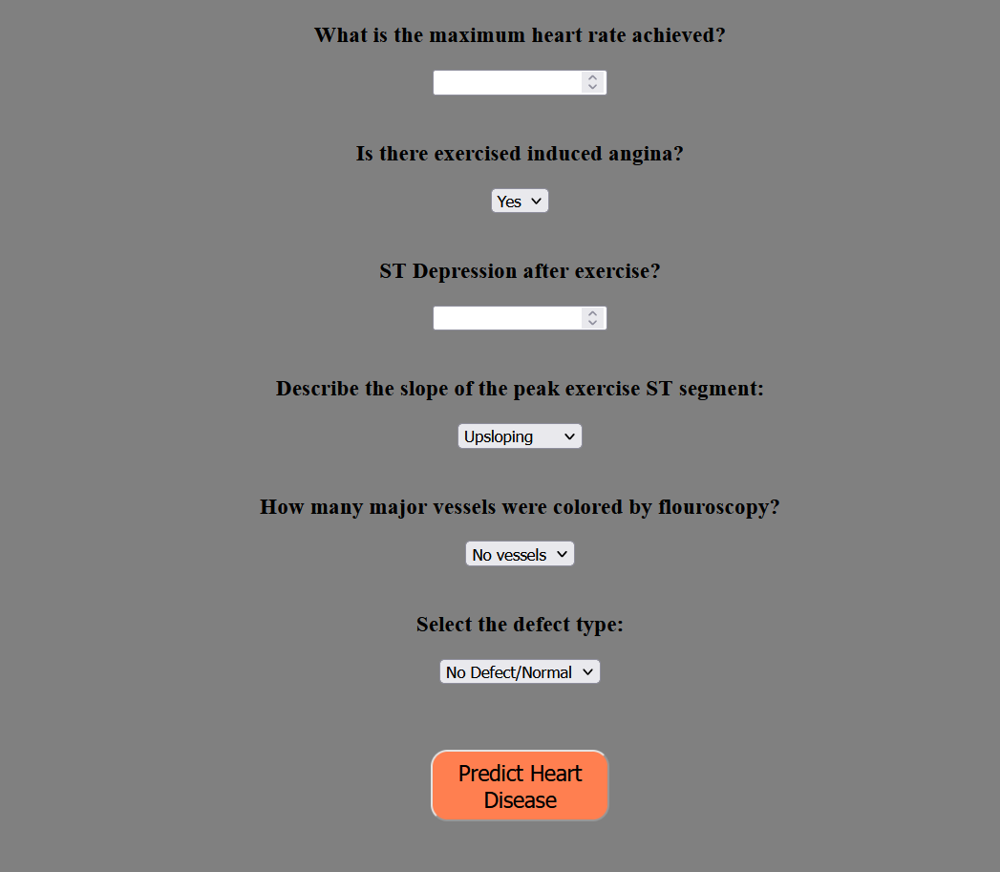 What is the maximum heart rate achieved?
Is there exercised induced angina?
Yes
ST Depression after exercise?
Describe the slope of the peak exercise ST segment:
Upsloping
How many major vessels were colored by flouroscopy?
No vessels
Select the defect type:
No Defect/Normal
Predict Heart
Disease